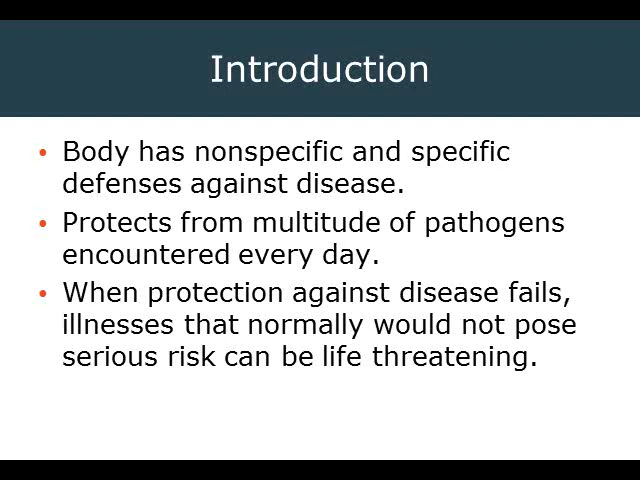 Introduction
• Body has nonspecific and specific
defenses against disease.
• Protects from multitude of pathogens
encountered every day.
• When protection against disease fails,
illnesses that normally would not pose
serious risk can be life threatening.